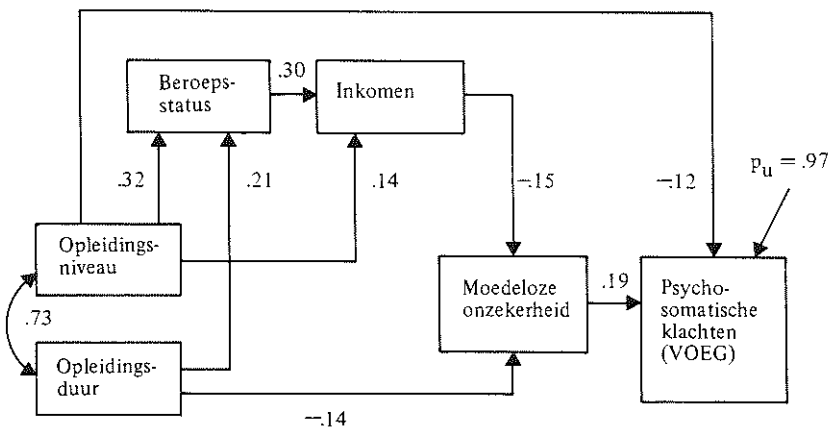 .30
Beroeps-
status
Inkomen
.32
.21
.14
—.15
—.12
p_u = .97
Opleidings-
niveau
.73
Opleidings-
duur
Moedeloze
onzekerheid
.19
Psycho-
somatische
klachten
(VOEG)
—.14